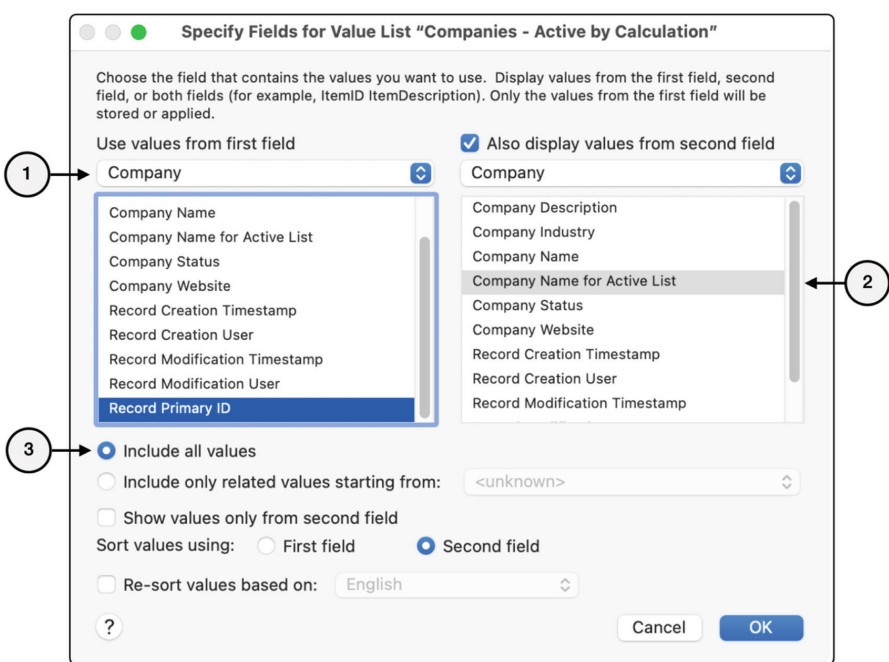 Specify Fields for Value List “Companies - Active by Calculation”
Choose the field that contains the values you want to use. Display values from the first field, second
field, or both fields (for example, ItemID ItemDescription). Only the values from the first field will be
stored or applied.
Use values from first field
Also display values from second field
1
Company
Company
Company Name
Company Name for Active List
Company Status
Company Website
Record Creation Timestamp
Record Creation User
Record Modification Timestamp
Record Modification User
Record Primary ID
Company Description
Company Industry
Company Name
Company Name for Active List
Company Status
Company Website
Record Creation Timestamp
Record Creation User
Record Modification Timestamp
2
3
Include all values
Include only related values starting from:
<unknown>
Show values only from second field
Sort values using:
First field
Second field
Re-sort values based on:
English
?
Cancel
OK